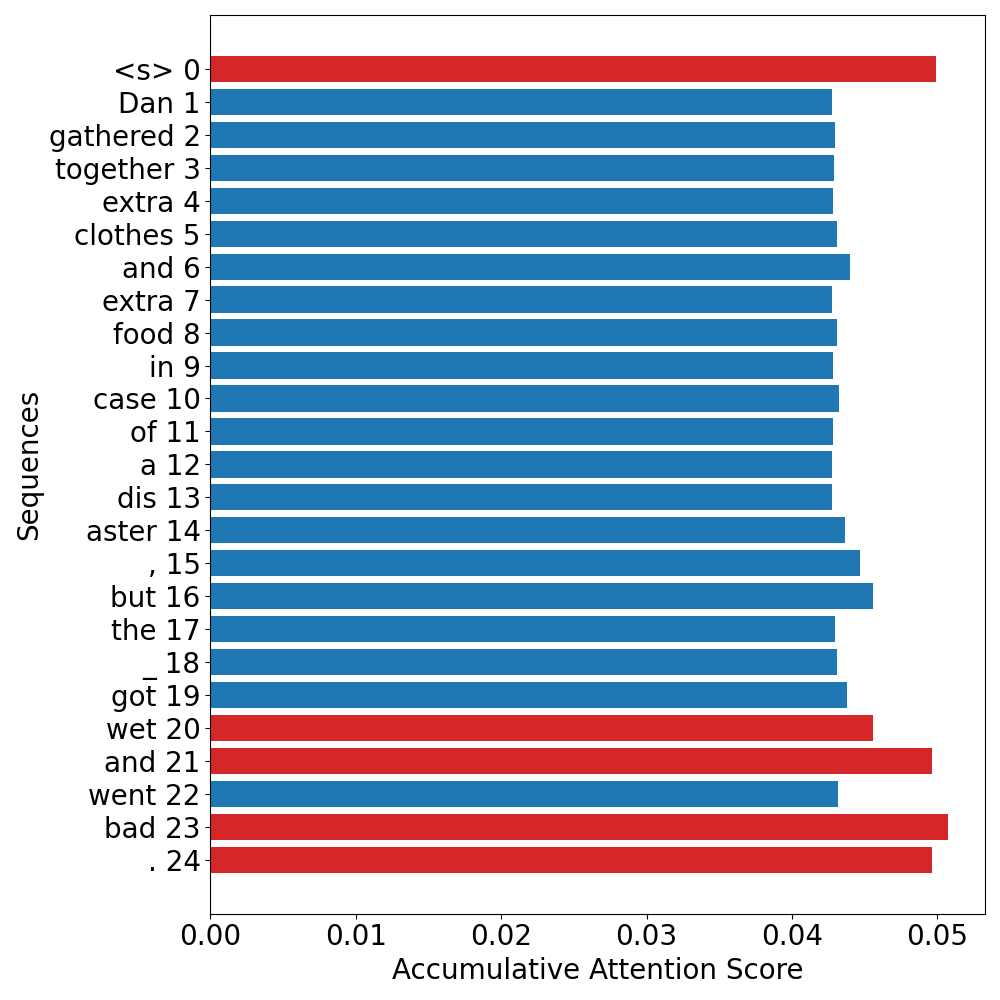 <s> 0
Dan 1
gathered 2
together 3
extra 4
clothes 5
and 6
extra 7
food 8
in 9
case 10
of 11
a 12
dis 13
aster 14
, 15
but 16
the 17
_ 18
got 19
wet 20
and 21
went 22
bad 23
. 24
Sequences
0.00 0.01 0.02 0.03 0.04 0.05
Accumulative Attention Score